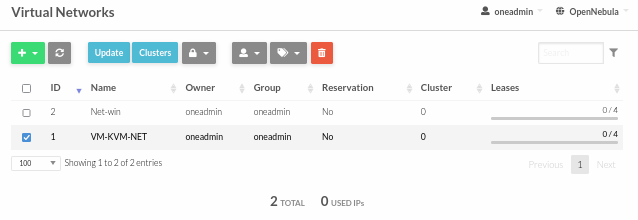 Virtual Networks oneadmin OpenNebula
Update Clusters Search
ID Name Owner Group Reservation Cluster Leases
2 Net-win oneadmin oneadmin No 0 0 / 4
1 VM-KVM-NET oneadmin oneadmin No 0 0 / 4
100 Showing 1 to 2 of 2 entries Previous 1 Next
2 TOTAL 0 USED IPs